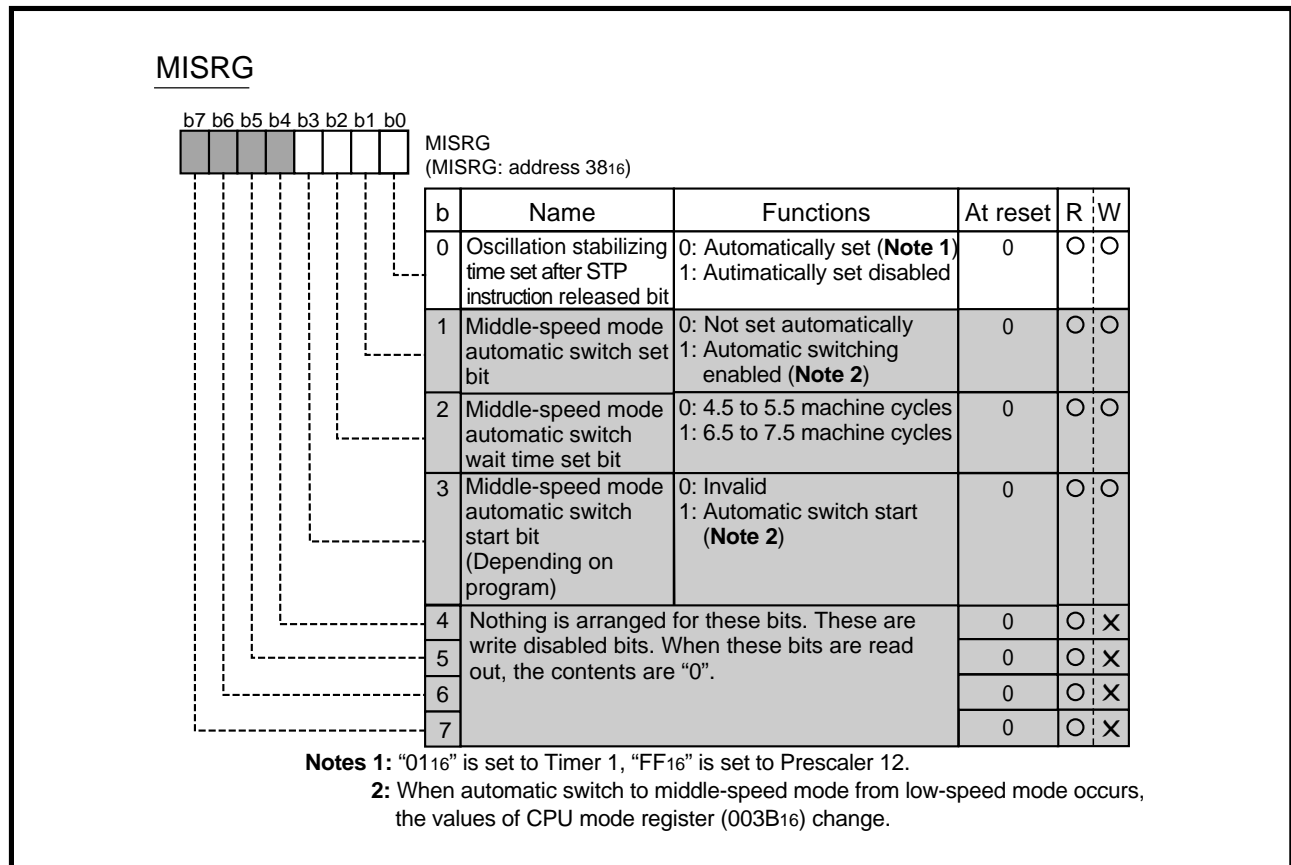 MISRG
b7 b6 b5 b4 b3 b2 b1 b0
MISRG
(MISRG: address 3816)
b Name Functions At reset R W
0 Oscillation stabilizing time set after STP instruction released bit 0: Automatically set (Note 1) 1: Autimatically set disabled 0 O O
1 Middle-speed mode automatic switch set bit 0: Not set automatically 1: Automatic switching enabled (Note 2) 0 O O
2 Middle-speed mode automatic switch wait time set bit 0: 4.5 to 5.5 machine cycles 1: 6.5 to 7.5 machine cycles 0 O O
3 Middle-speed mode automatic switch start bit (Depending on program) 0: Invalid 1: Automatic switch start (Note 2) 0 O O
4 Nothing is arranged for these bits. These are write disabled bits. When these bits are read out, the contents are “0”. 0 O X
5 0 O X
6 0 O X
7 0 O X
Notes 1: “0116” is set to Timer 1, “FF16” is set to Prescaler 12.
2: When automatic switch to middle-speed mode from low-speed mode occurs,
the values of CPU mode register (003B16) change.